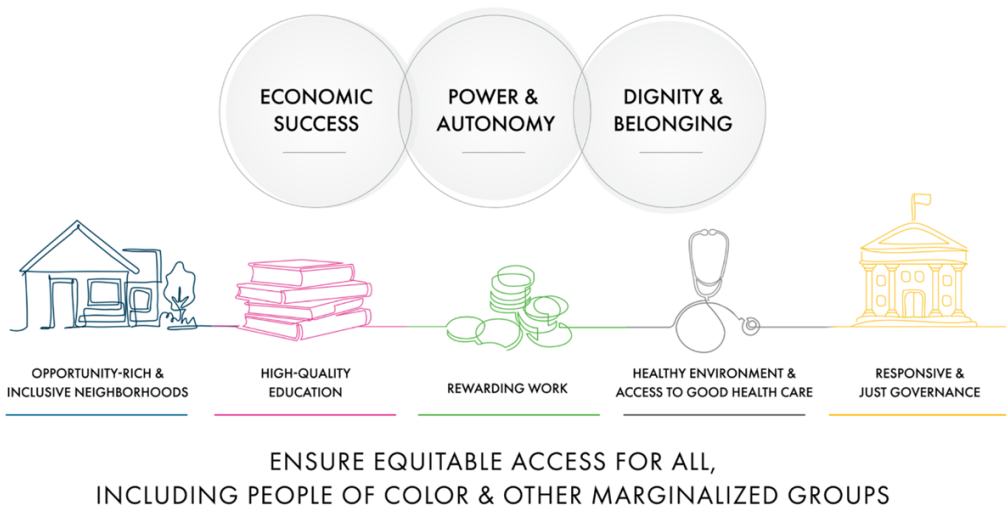 ECONOMIC
SUCCESS
POWER &
AUTONOMY
DIGNITY &
BELONGING
OPPORTUNITY-RICH &
INCLUSIVE NEIGHBORHOODS
HIGH-QUALITY
EDUCATION
REWARDING WORK
HEALTHY ENVIRONMENT &
ACCESS TO GOOD HEALTH CARE
RESPONSIVE &
JUST GOVERNANCE
ENSURE EQUITABLE ACCESS FOR ALL,
INCLUDING PEOPLE OF COLOR & OTHER MARGINALIZED GROUPS